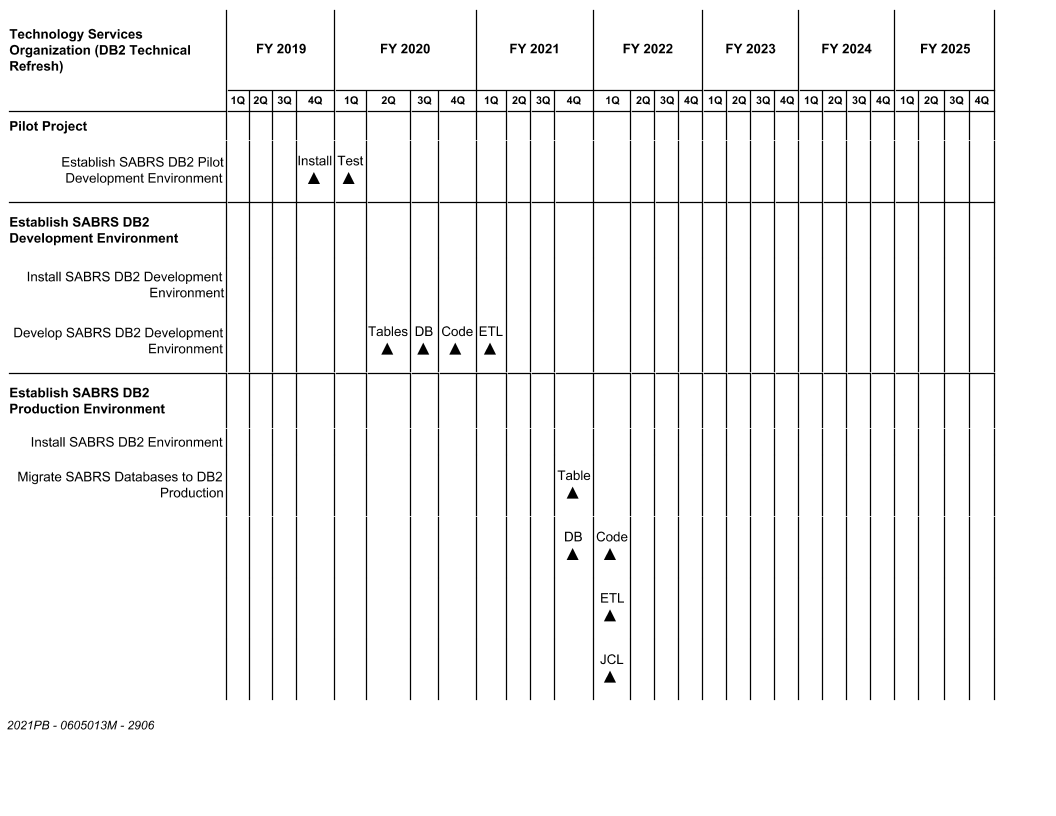 Technology Services
Organization (DB2 Technical
Refresh)
FY 2019 FY 2020 FY 2021 FY 2022 FY 2023 FY 2024 FY 2025
1Q 2Q 3Q 4Q 1Q 2Q 3Q 4Q 1Q 2Q 3Q 4Q 1Q 2Q 3Q 4Q 1Q 2Q 3Q 4Q 1Q 2Q 3Q 4Q 1Q 2Q 3Q 4Q
Pilot Project
Establish SABRS DB2 Pilot
Development Environment
Install Test
Establish SABRS DB2
Development Environment
Install SABRS DB2 Development
Environment
Develop SABRS DB2 Development
Environment
Tables DB Code ETL
Establish SABRS DB2
Production Environment
Install SABRS DB2 Environment
Migrate SABRS Databases to DB2
Production
Table
DB Code
ETL
JCL
2021PB - 0605013M - 2906